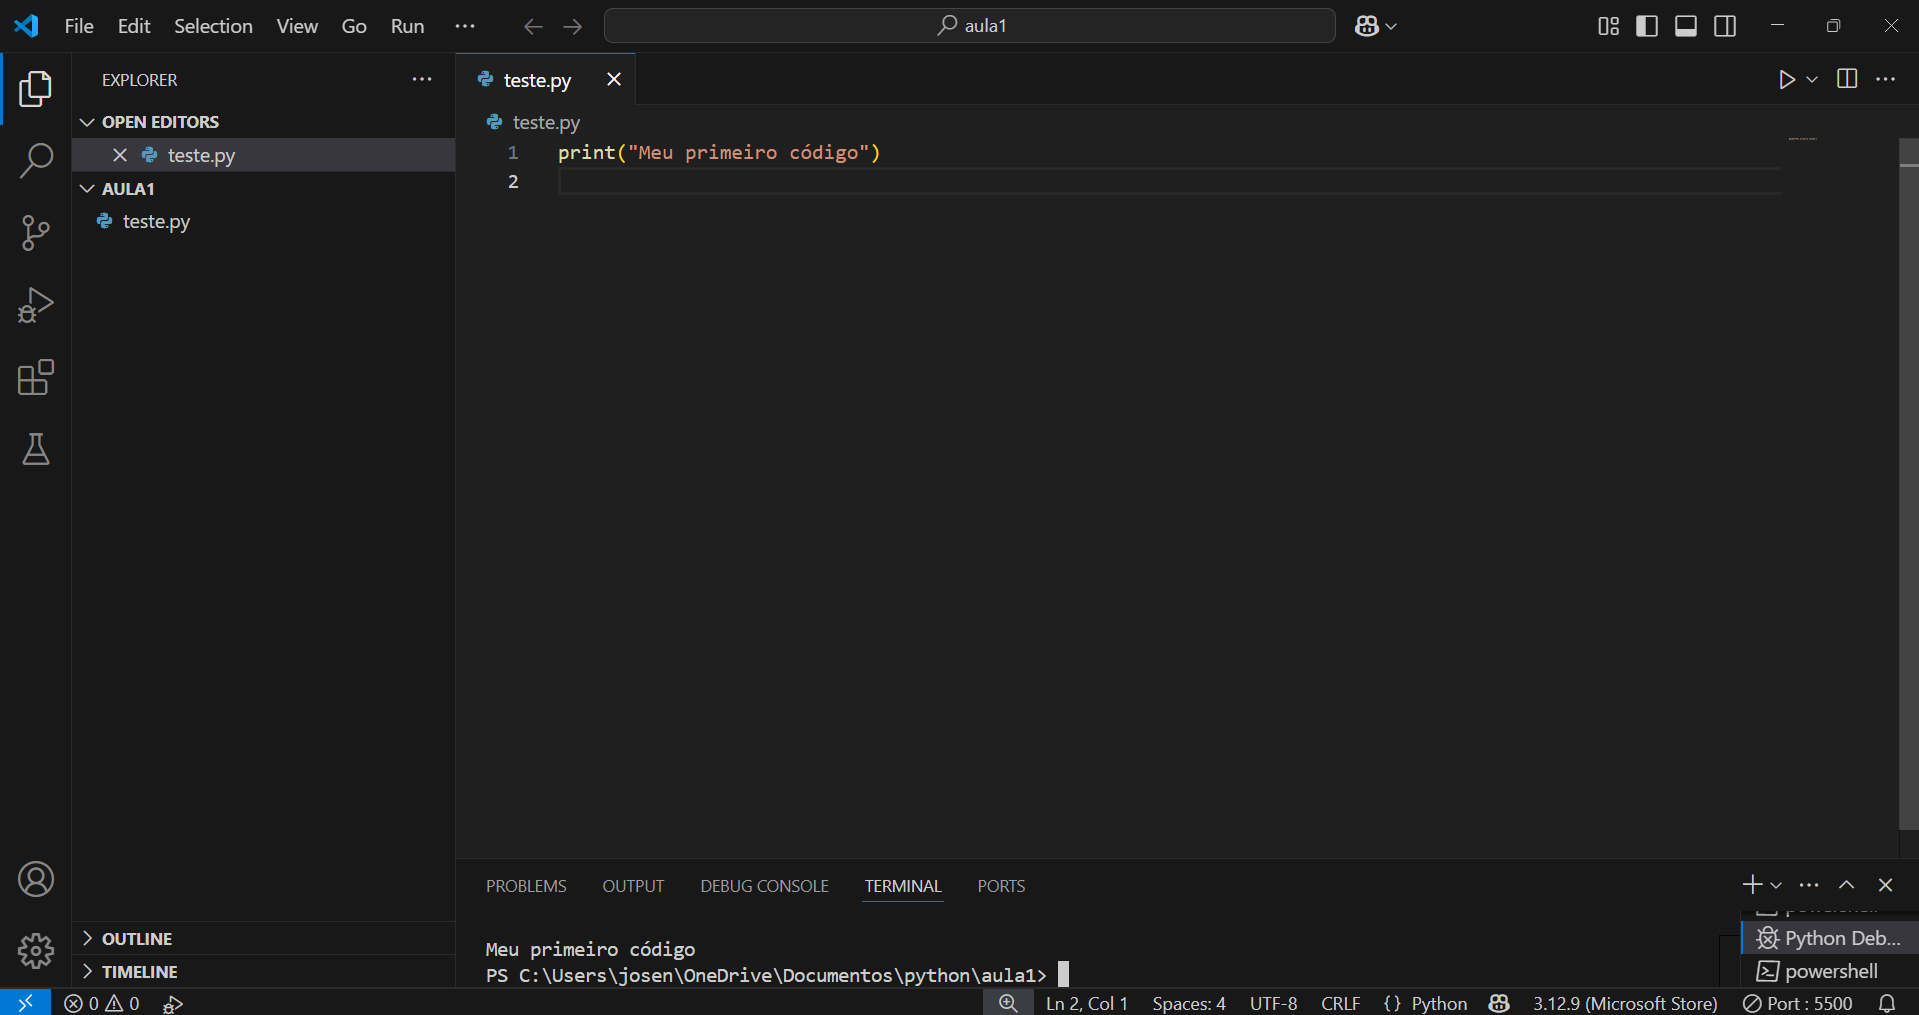 File Edit Selection View Go Run ··· aula1
EXPLORER ···
OPEN EDITORS
teste.py
AULA1
teste.py
OUTLINE
TIMELINE
teste.py
teste.py
1 print("Meu primeiro código")
2
PROBLEMS OUTPUT DEBUG CONSOLE TERMINAL PORTS
Meu primeiro código
PS C:\Users\josen\OneDrive\Documentos\python\aula1>
Python Deb...
powershell
0 0 Ln 2, Col 1 Spaces: 4 UTF-8 CRLF {} Python 3.12.9 (Microsoft Store) Port : 5500